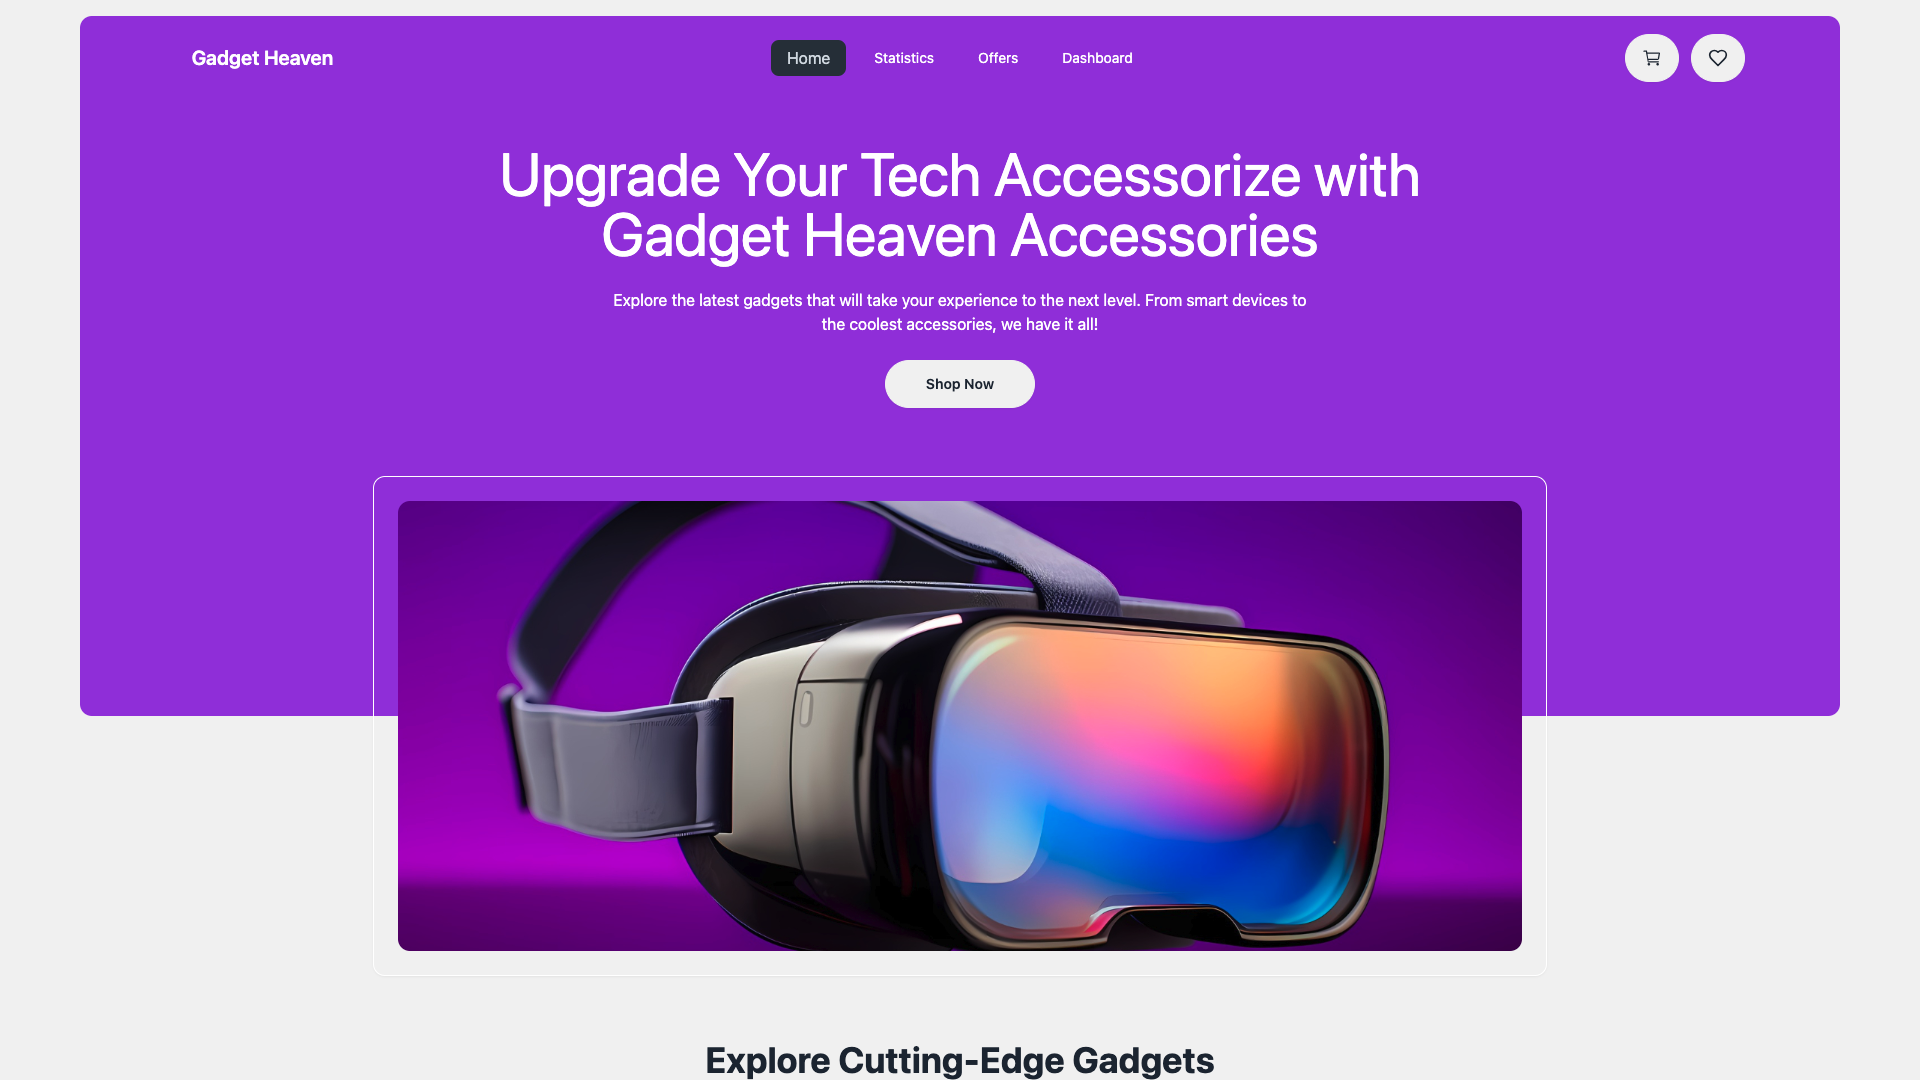 Gadget Heaven
Home
Statistics
Offers
Dashboard
Upgrade Your Tech Accessorize with
Gadget Heaven Accessories
Explore the latest gadgets that will take your experience to the next level. From smart devices to
the coolest accessories, we have it all!
Shop Now
Explore Cutting-Edge Gadgets